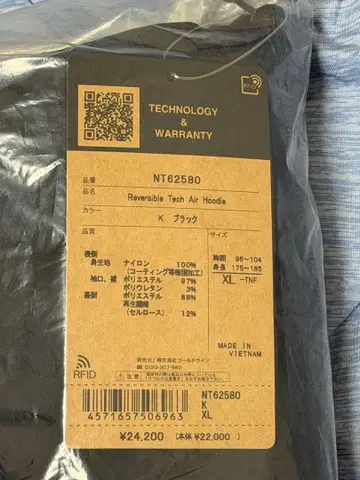 RFID
TECHNOLOGY
&
WARRANTY
品番 NT62580
品名 Reversible Tech Air Hoodie
カラー K ブラック
素材 サイズ
表側
身生地 ナイロン 100%
(コーティング等樹脂加工)
袖口、裾 ポリエステル 97%
ポリウレタン 3%
裏側 ポリエステル 88%
再生繊維
(セルロース) 12%
胸囲 96-104
身長 175-185
XL -TNF
MADE IN
VIETNAM
発売元/株式会社ゴールドウイン
0120-307-560
RFID
NT62580
K
XL
4571657506963
¥24,200 (本体 ¥22,000)